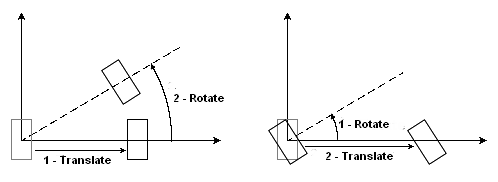 2 - Rotate
1 - Translate
1 - Rotate
2 - Translate